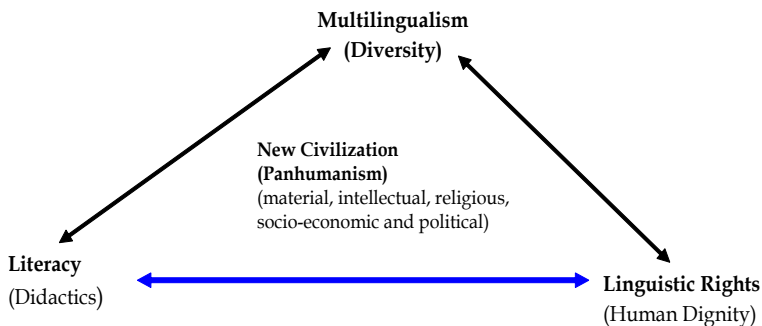 Multilingualism
(Diversity)
New Civilization
(Panhumanism)
(material, intellectual, religious,
socio-economic and political)
Literacy
(Didactics)
Linguistic Rights
(Human Dignity)